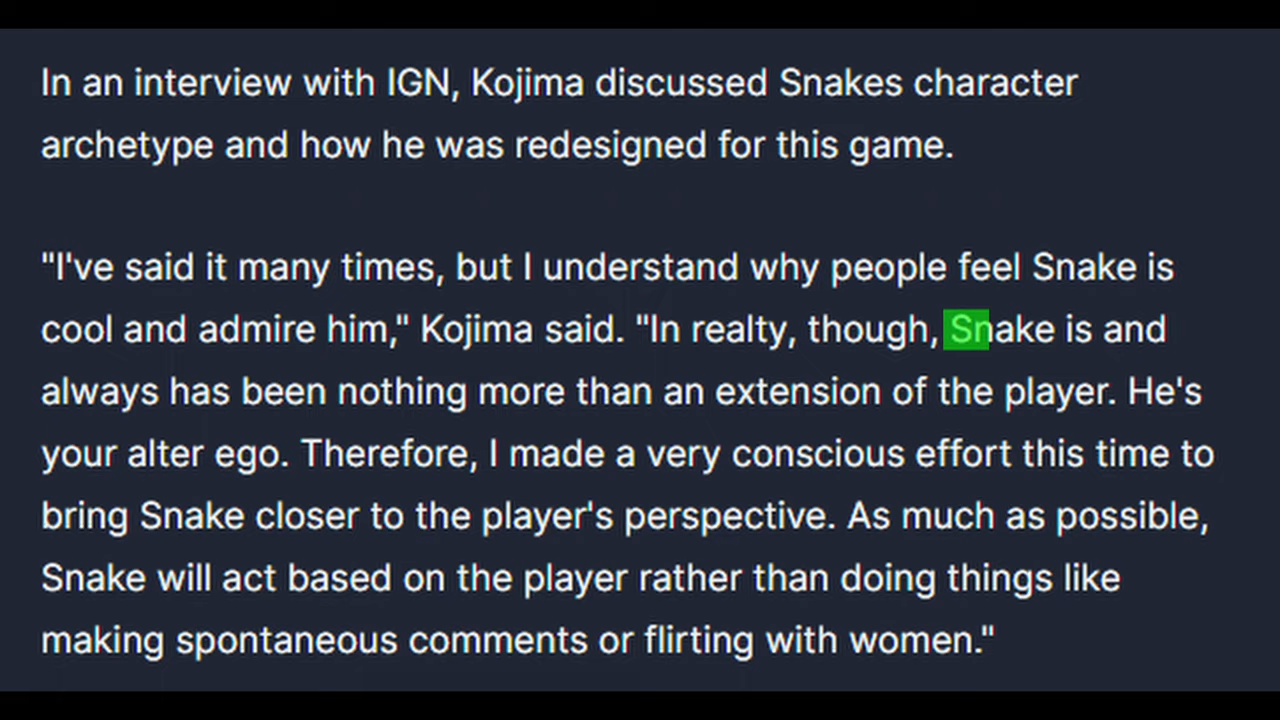 In an interview with IGN, Kojima discussed Snakes character
archetype and how he was redesigned for this game.
"I've said it many times, but I understand why people feel Snake is
cool and admire him," Kojima said. "In realty, though, Snake is and
always has been nothing more than an extension of the player. He's
your alter ego. Therefore, I made a very conscious effort this time to
bring Snake closer to the player's perspective. As much as possible,
Snake will act based on the player rather than doing things like
making spontaneous comments or flirting with women."